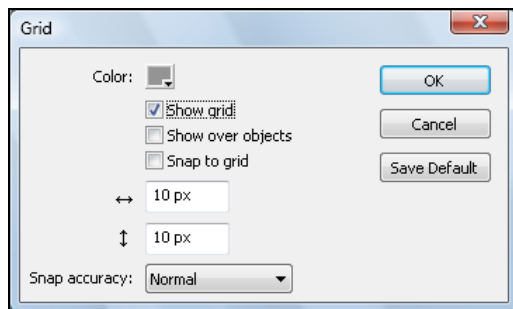 Grid
Color:
OK
Show grid
Show over objects
Cancel
Snap to grid
Save Default
10 px
10 px
Snap accuracy: Normal